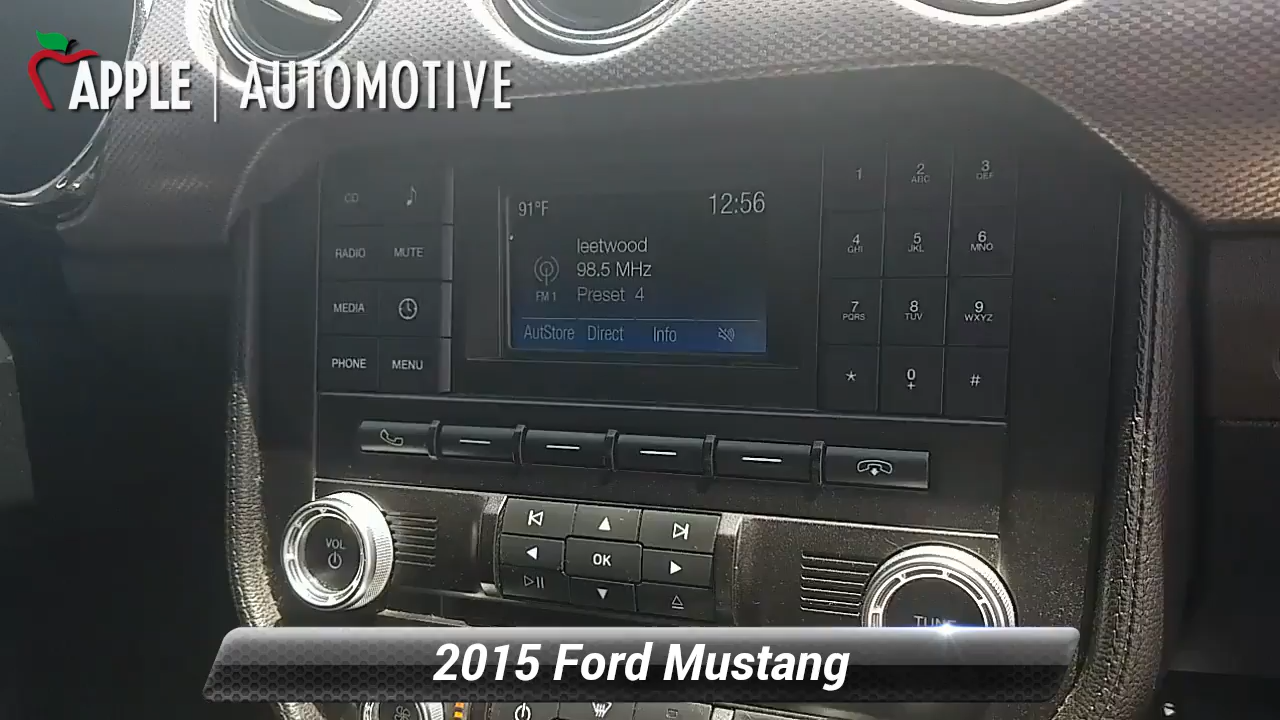 APPLE | AUTOMOTIVE
CD
RADIO MUTE
MEDIA
PHONE MENU
91°F 12:56
leetwood
98.5 MHz
FM 1 Preset 4
AutStore Direct Info
1 2 ABC 3 DEF
4 GHI 5 JKL 6 MNO
7 PQRS 8 TUV 9 WXYZ
* 0 + #
VOL
OK
TUNE
2015 Ford Mustang